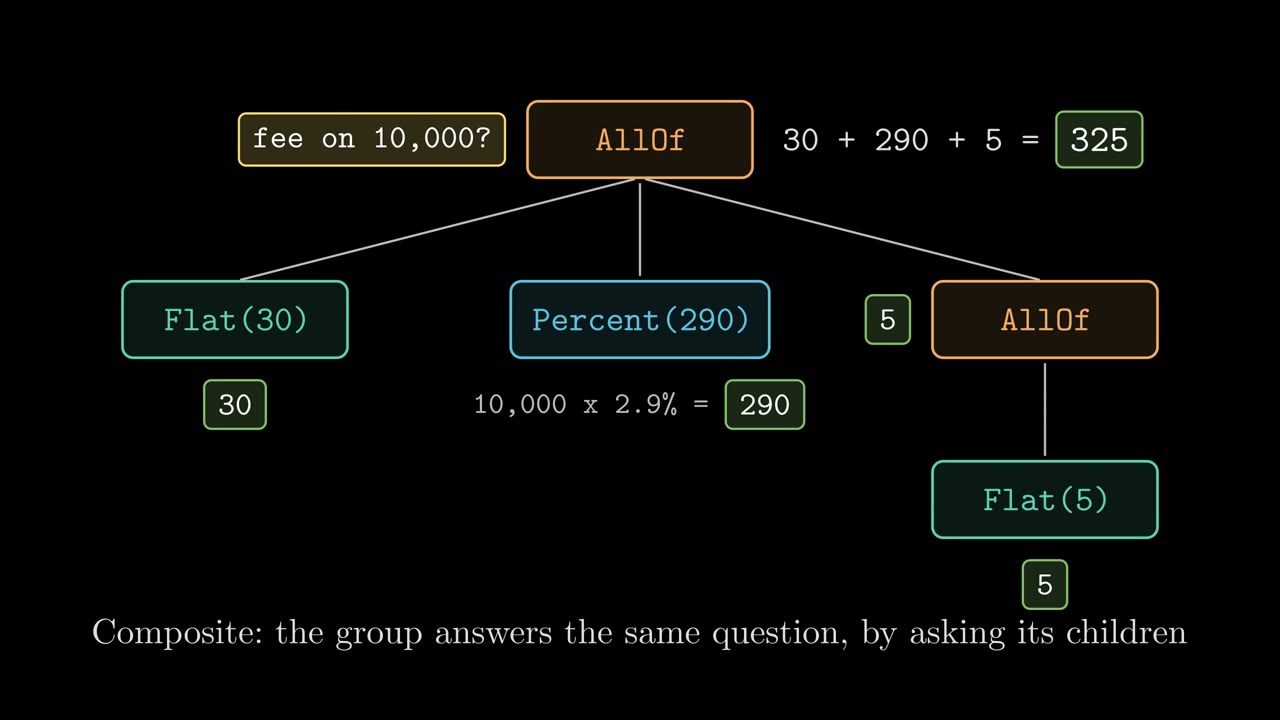 fee on 10,000?
AllOf
30 + 290 + 5 = 325
Flat(30)
Percent(290)
5
AllOf
30
10,000 x 2.9% = 290
Flat(5)
5
Composite: the group answers the same question, by asking its children